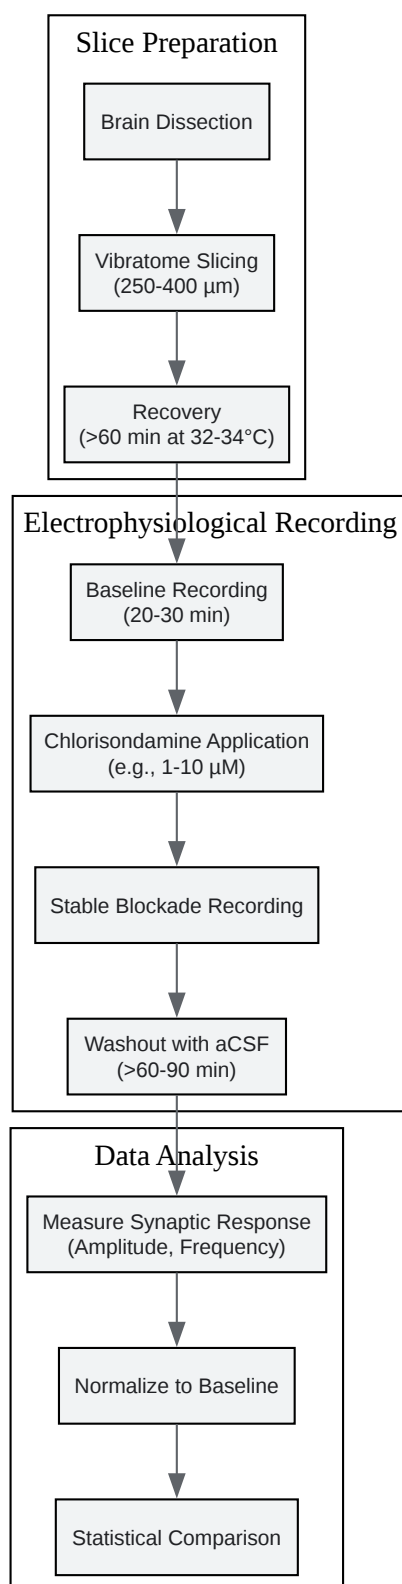 Slice Preparation
Brain Dissection
Vibratome Slicing
(250-400 µm)
Recovery
(>60 min at 32-34°C)
Electrophysiological Recording
Baseline Recording
(20-30 min)
Chlorisondamine Application
(e.g., 1-10 µM)
Stable Blockade Recording
Washout with aCSF
(>60-90 min)
Data Analysis
Measure Synaptic Response
(Amplitude, Frequency)
Normalize to Baseline
Statistical Comparison